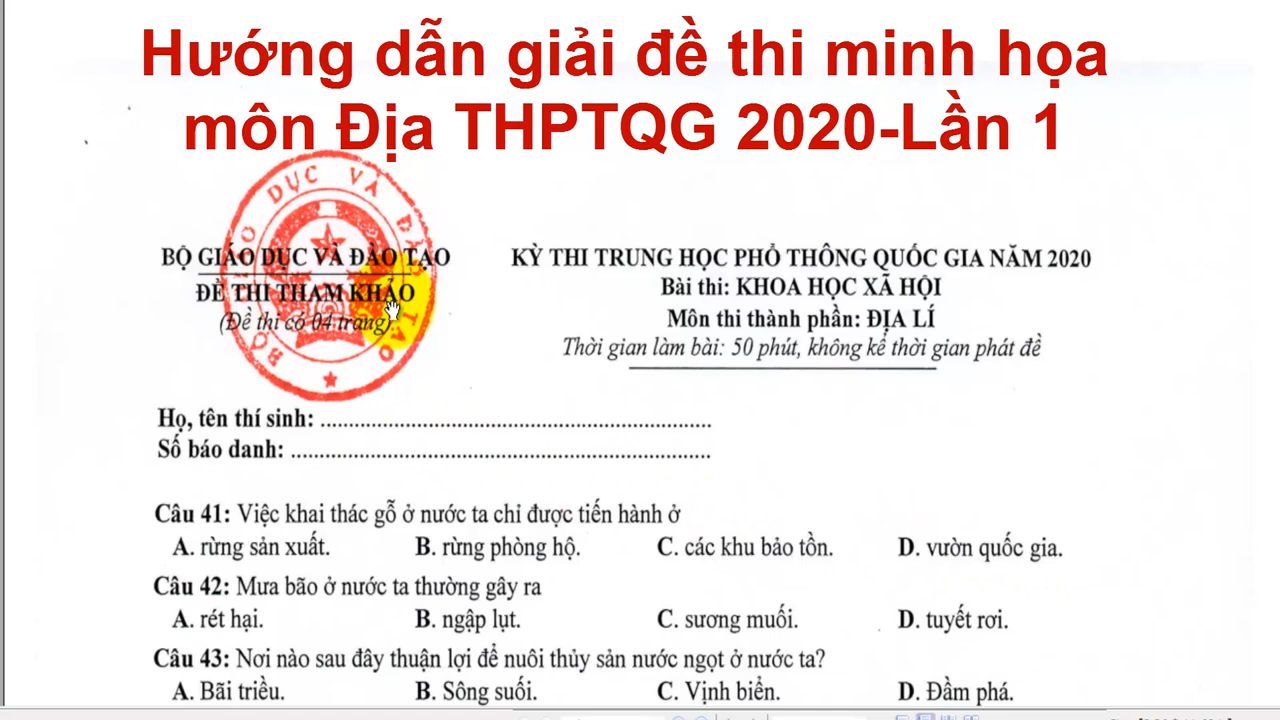 Hướng dẫn giải đề thi minh họa
môn Địa THPTQG 2020-Lần 1
BỘ GIÁO DỤC VÀ ĐÀO TẠO
BỘ GIÁO DỤC VÀ ĐÀO TẠO
ĐỀ THI THAM KHẢO
(Đề thi có 04 trang)
KỲ THI TRUNG HỌC PHỔ THÔNG QUỐC GIA NĂM 2020
Bài thi: KHOA HỌC XÃ HỘI
Môn thi thành phần: ĐỊA LÍ
Thời gian làm bài: 50 phút, không kể thời gian phát đề
Họ, tên thí sinh: ......................................................................
Số báo danh: ...........................................................................
Câu 41: Việc khai thác gỗ ở nước ta chỉ được tiến hành ở
A. rừng sản xuất. B. rừng phòng hộ. C. các khu bảo tồn. D. vườn quốc gia.
Câu 42: Mưa bão ở nước ta thường gây ra
A. rét hại. B. ngập lụt. C. sương muối. D. tuyết rơi.
Câu 43: Nơi nào sau đây thuận lợi để nuôi thủy sản nước ngọt ở nước ta?
A. Bãi triều. B. Sông suối. C. Vịnh biển. D. Đầm phá.